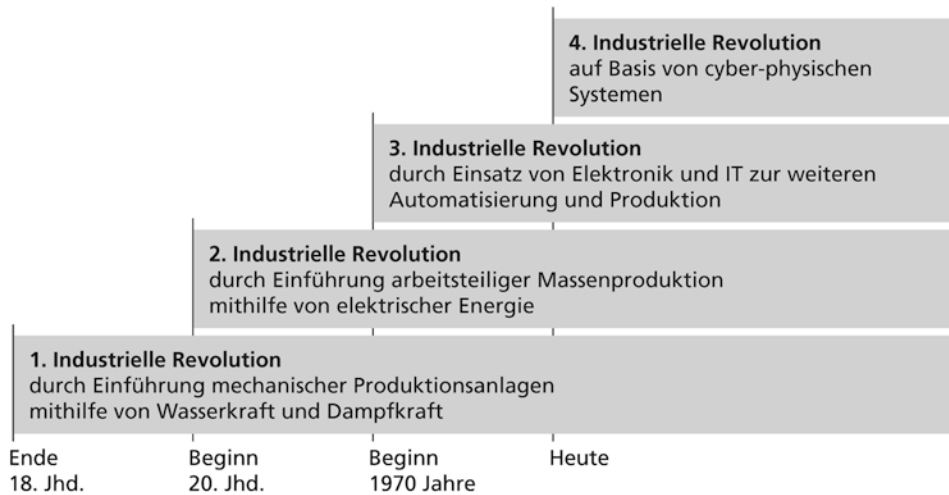 4. Industrielle Revolution
auf Basis von cyber-physischen
Systemen
3. Industrielle Revolution
durch Einsatz von Elektronik und IT zur weiteren
Automatisierung und Produktion
2. Industrielle Revolution
durch Einführung arbeitsteiliger Massenproduktion
mithilfe von elektrischer Energie
1. Industrielle Revolution
durch Einführung mechanischer Produktionsanlagen
mithilfe von Wasserkraft und Dampfkraft
Ende
18. Jhd.
Beginn
20. Jhd.
Beginn
1970 Jahre
Heute